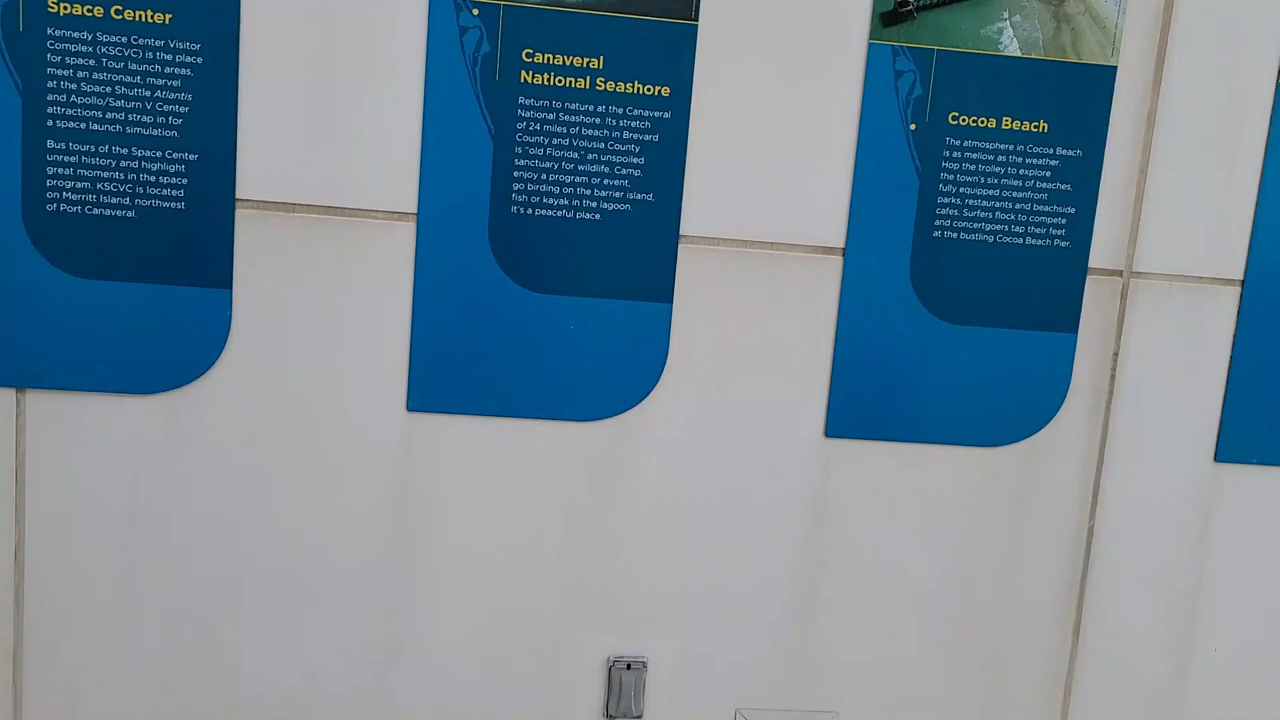 Space Center
Kennedy Space Center Visitor
Complex (KSCVC) is the place
for space. Tour launch areas,
meet an astronaut, marvel
at the Space Shuttle Atlantis
and Apollo/Saturn V Center
attractions and strap in for
a space launch simulation.
Bus tours of the Space Center
unreel history and highlight
great moments in the space
program. KSCVC is located
on Merritt Island, northwest
of Port Canaveral.
Canaveral
National Seashore
Return to nature at the Canaveral
National Seashore. Its stretch
of 24 miles of beach in Brevard
County and Volusia County
is "old Florida," an unspoiled
sanctuary for wildlife. Camp,
enjoy a program or event,
go birding on the barrier island,
fish or kayak in the lagoon.
It's a peaceful place.
Cocoa Beach
The atmosphere in Cocoa Beach
is as mellow as the weather.
Hop the trolley to explore
the town's six miles of beaches,
fully equipped oceanfront
parks, restaurants and beachside
cafes. Surfers flock to compete
and concertgoers tap their feet
at the bustling Cocoa Beach Pier.